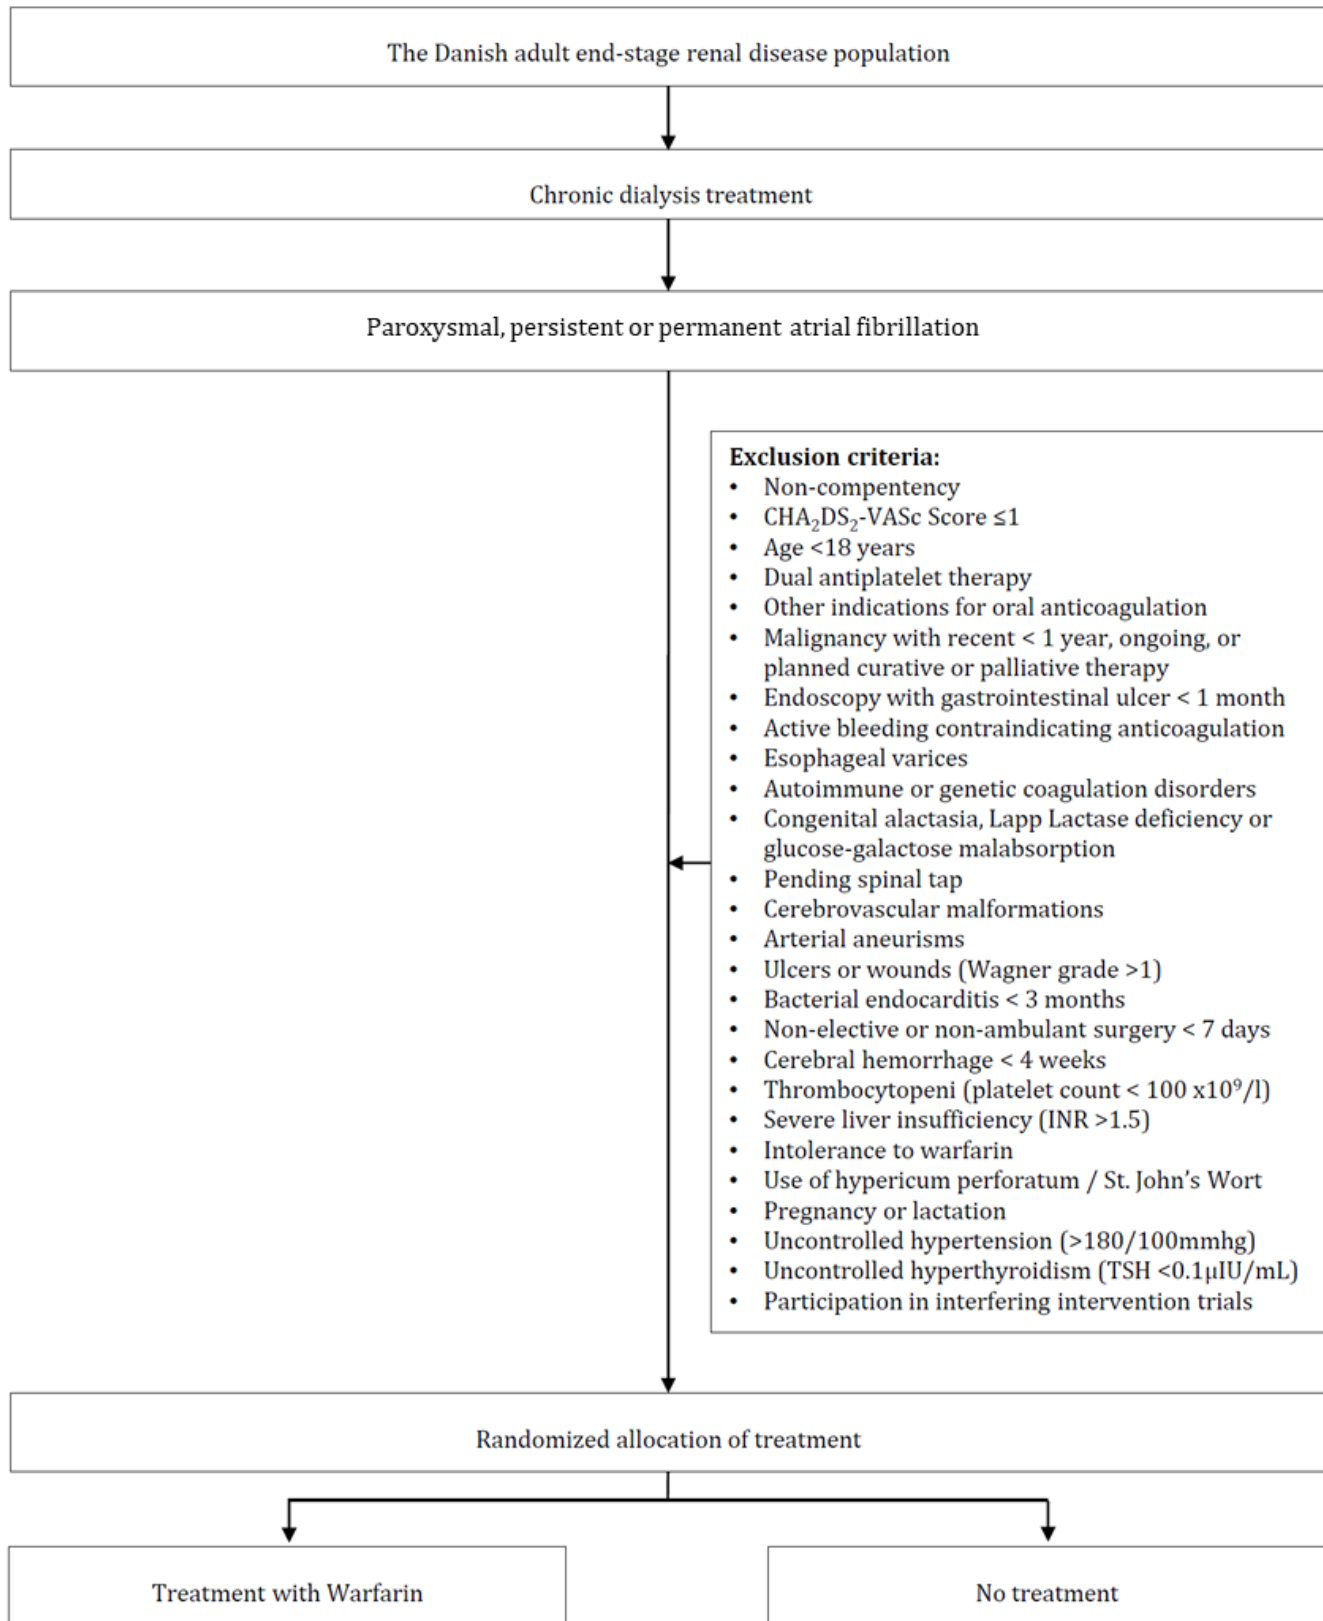 The Danish adult end-stage renal disease population
Chronic dialysis treatment
Paroxysmal, persistent or permanent atrial fibrillation
Exclusion criteria:
• Non-compentency
• CHA₂DS₂-VASc Score ≤1
• Age <18 years
• Dual antiplatelet therapy
• Other indications for oral anticoagulation
• Malignancy with recent < 1 year, ongoing, or
planned curative or palliative therapy
• Endoscopy with gastrointestinal ulcer < 1 month
• Active bleeding contraindicating anticoagulation
• Esophageal varices
• Autoimmune or genetic coagulation disorders
• Congenital alactasia, Lapp Lactase deficiency or
glucose-galactose malabsorption
• Pending spinal tap
• Cerebrovascular malformations
• Arterial aneurisms
• Ulcers or wounds (Wagner grade >1)
• Bacterial endocarditis < 3 months
• Non-elective or non-ambulant surgery < 7 days
• Cerebral hemorrhage < 4 weeks
• Thrombocytopeni (platelet count < 100 x10⁹/l)
• Severe liver insufficiency (INR >1.5)
• Intolerance to warfarin
• Use of hypericum perforatum / St. John's Wort
• Pregnancy or lactation
• Uncontrolled hypertension (>180/100mmhg)
• Uncontrolled hyperthyroidism (TSH <0.1µIU/mL)
• Participation in interfering intervention trials
Randomized allocation of treatment
Treatment with Warfarin
No treatment